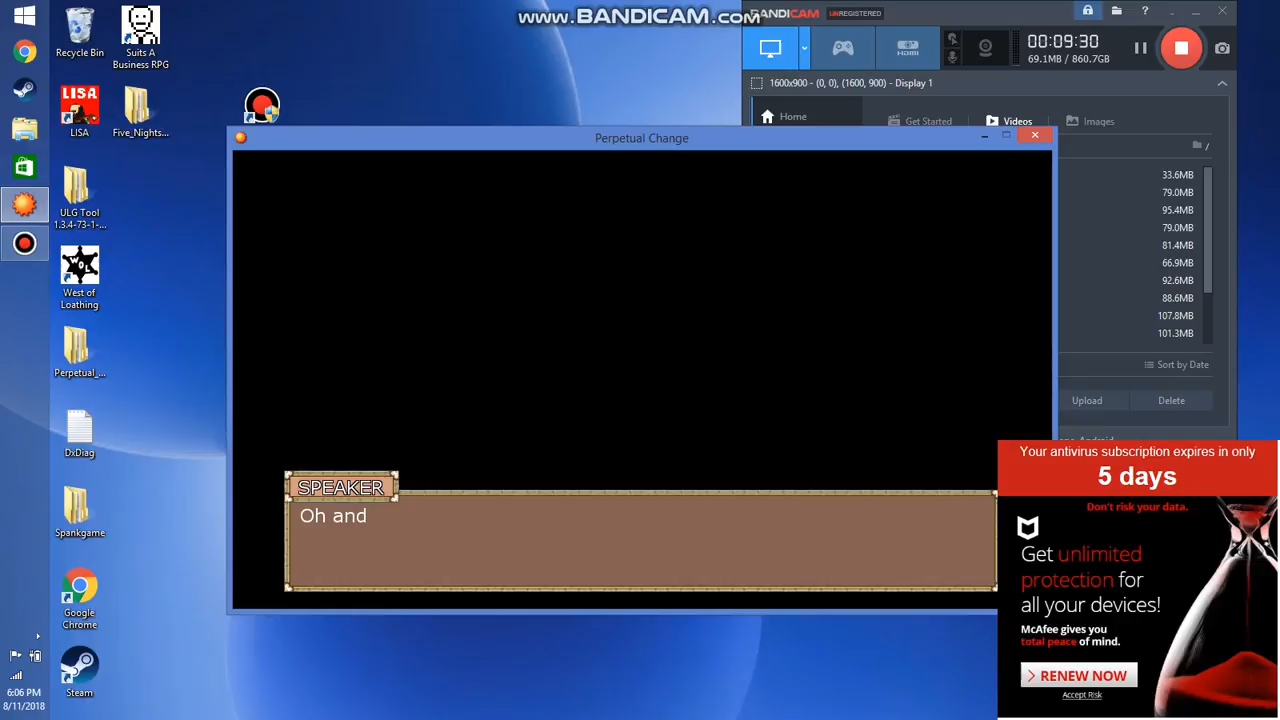 www.BANDICAM.com
BANDICAM UNREGISTERED
HDMI
00:09:30
69.1MB / 860.7GB
1600x900 - (0, 0), (1600, 900) - Display 1
Home
Get Started
Videos
Images
/
33.6MB
79.0MB
95.4MB
79.0MB
81.4MB
66.9MB
92.6MB
88.6MB
107.8MB
101.3MB
Sort by Date
Upload
Delete
Recycle Bin
Suits A
Business RPG
LISA
LISA
Five_Nights...
ULG Tool
1.3.4-73-1-...
WOL
West of
Loathing
Perpetual_...
DxDiag
Spankgame
Google
Chrome
Steam
6:06 PM
8/11/2018
Perpetual Change
SPEAKER
Oh and
Your antivirus subscription expires in only
5 days
Don't risk your data.
Get unlimited
protection for
all your devices!
McAfee gives you
total peace of mind.
RENEW NOW
Accept Risk